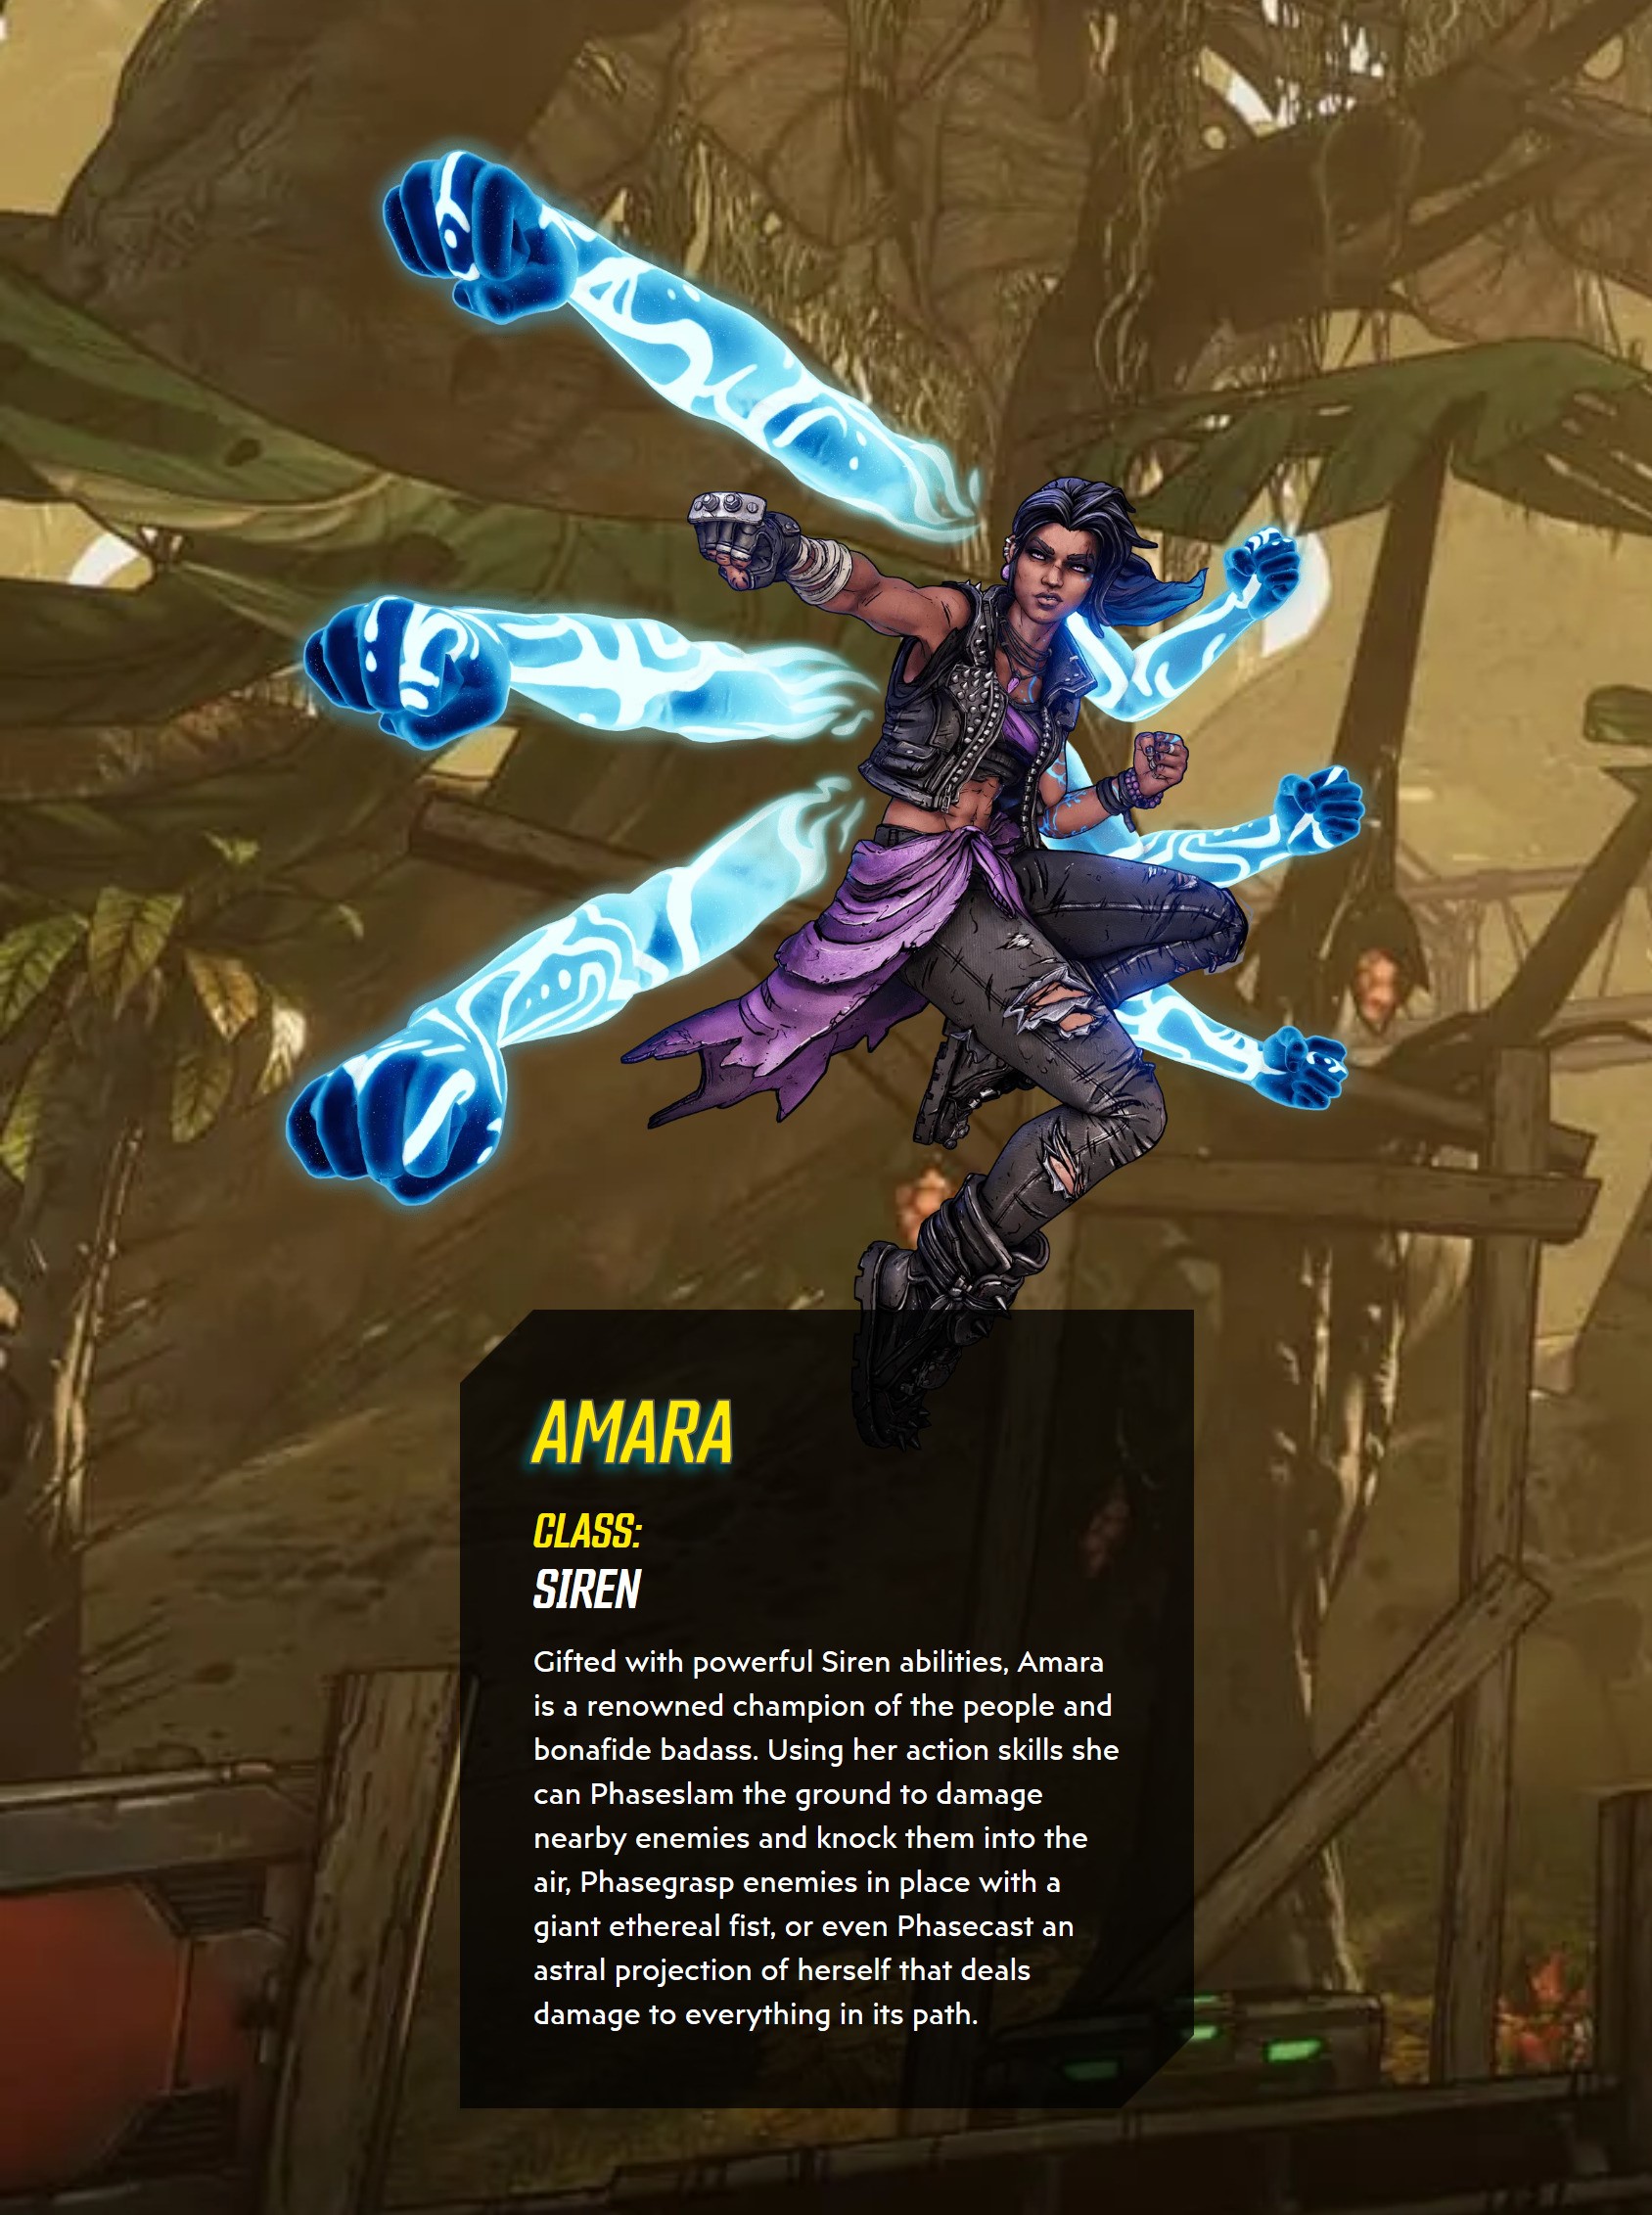 AMARA
CLASS:
SIREN
Gifted with powerful Siren abilities, Amara
is a renowned champion of the people and
bonafide badass. Using her action skills she
can Phaseslam the ground to damage
nearby enemies and knock them into the
air, Phasegrasp enemies in place with a
giant ethereal fist, or even Phasecast an
astral projection of herself that deals
damage to everything in its path.